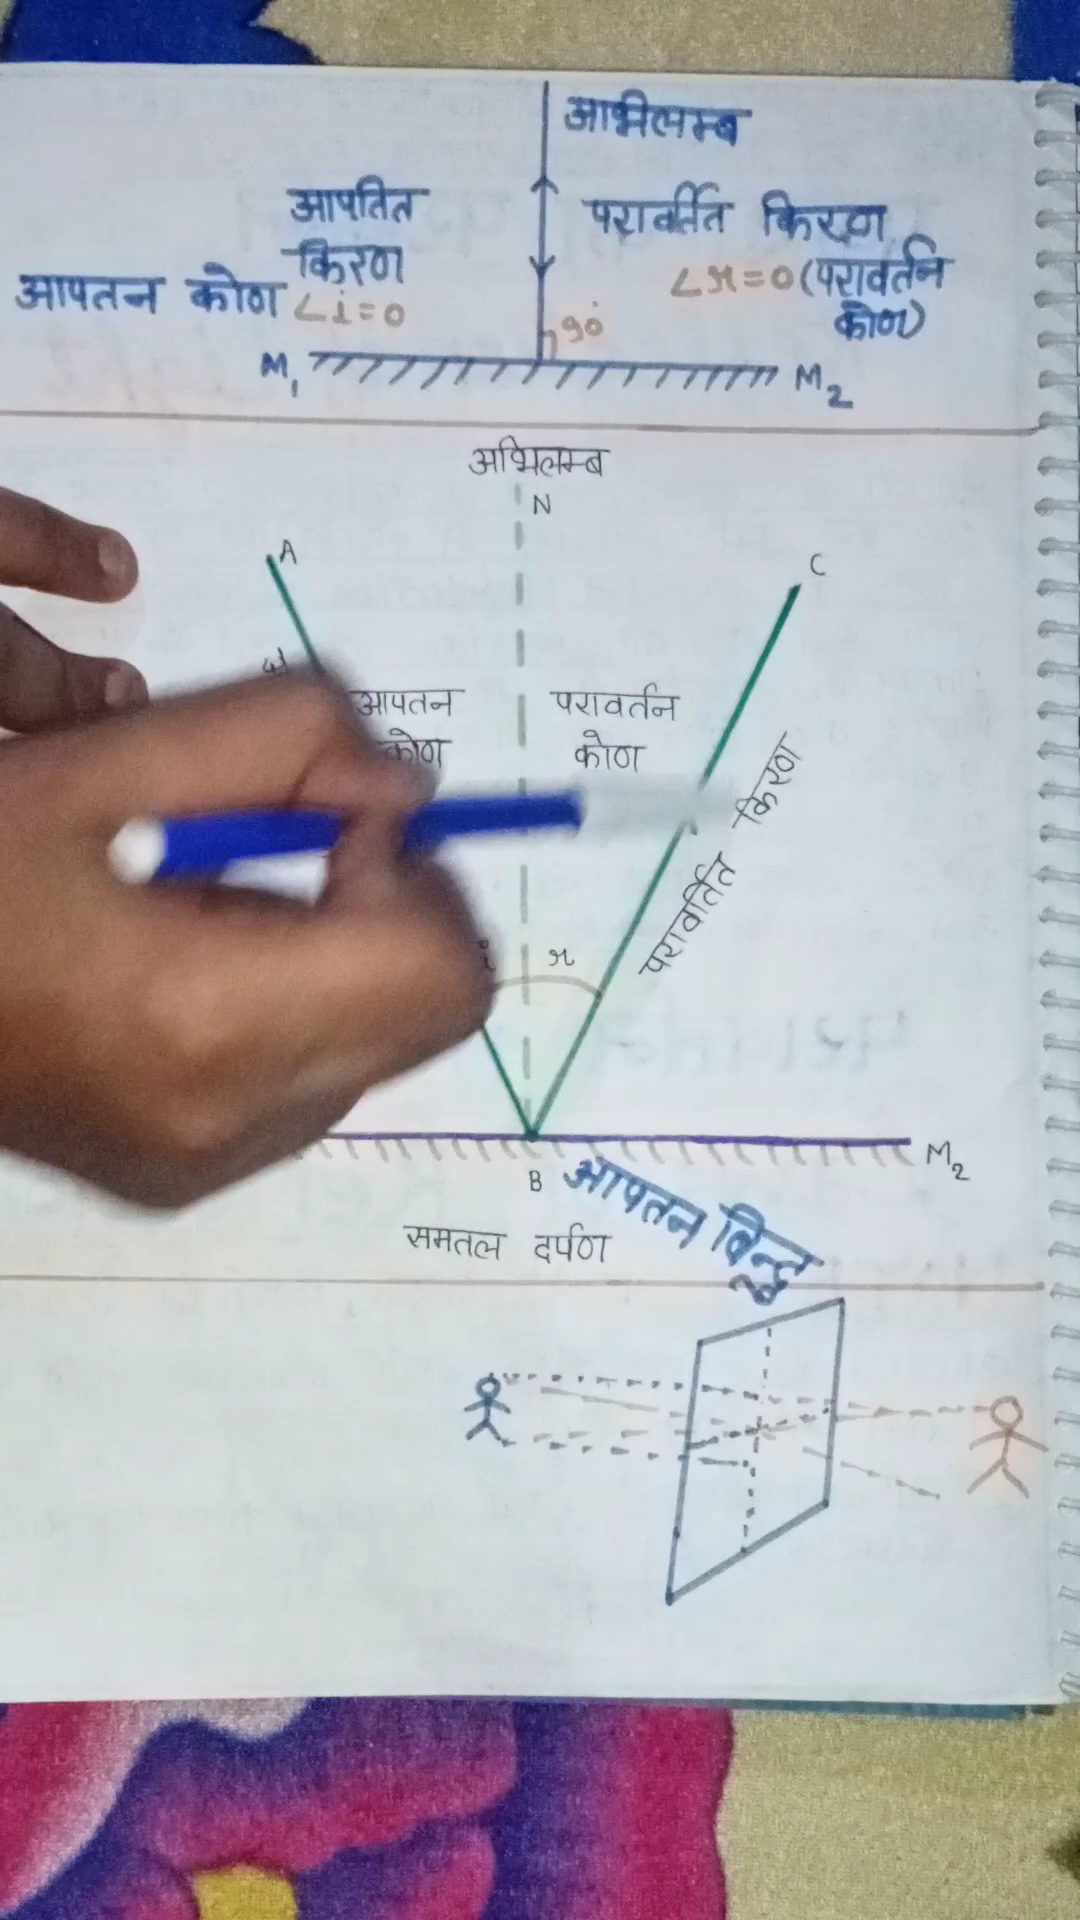 अभिलम्ब
आपतित
किरण
परावर्तित किरण
आपतन कोण ∠i=0
∠r=0 (परावर्तन
कोण)
90°
M₁
M₂
अभिलम्ब
N
A
C
आपतन
कोण
परावर्तन
कोण
परावर्तित किरण
i
r
M₂
B
आपतन बिन्दु
समतल दर्पण